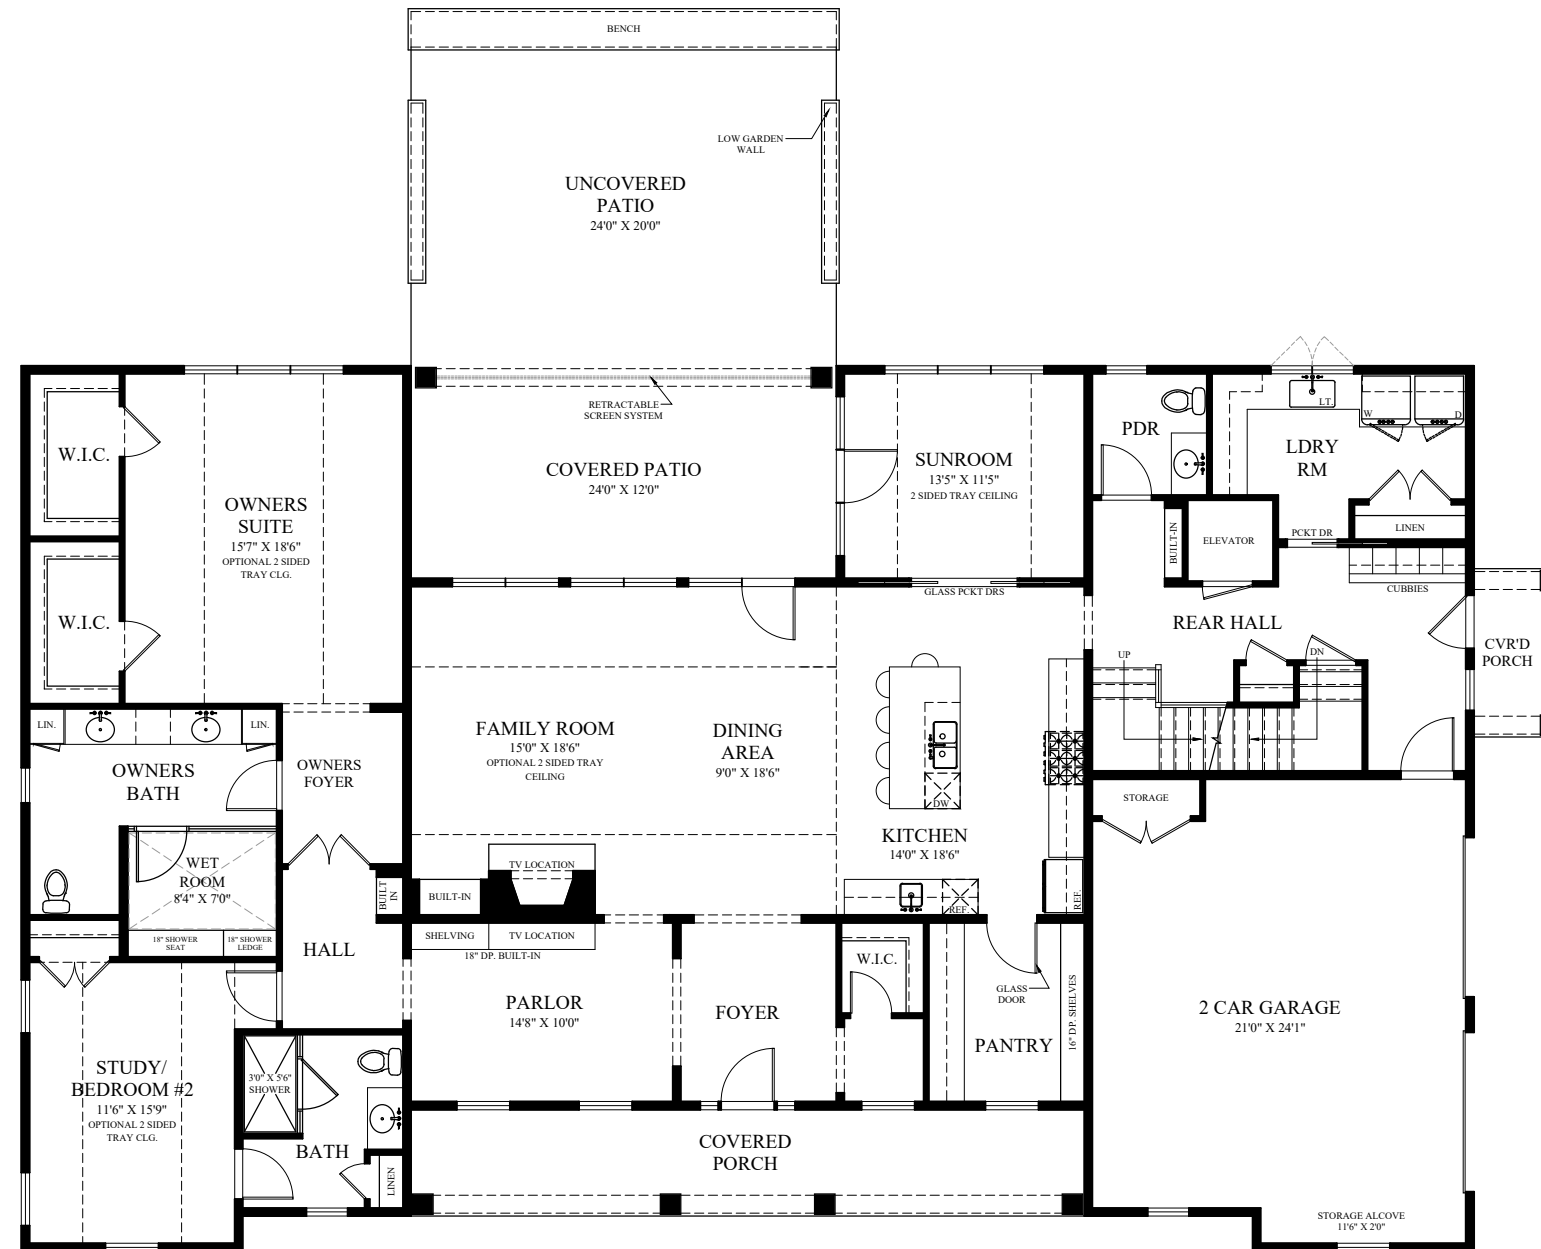 BENCH
LOW GARDEN
WALL
UNCOVERED
PATIO
24'0" X 20'0"
RETRACTABLE
SCREEN SYSTEM
COVERED PATIO
24'0" X 12'0"
W.I.C.
OWNERS
SUITE
15'7" X 18'6"
OPTIONAL 2 SIDED
TRAY CLG.
W.I.C.
SUNROOM
13'5" X 11'5"
2 SIDED TRAY CEILING
GLASS PCKT DRS
PDR
LDRY
RM
LT.
W
D
LINEN
PCKT DR
BUILT-IN
ELEVATOR
CUBBIES
REAR HALL
UP
DN
CVR'D
PORCH
LIN.
LIN.
OWNERS
BATH
OWNERS
FOYER
FAMILY ROOM
15'0" X 18'6"
OPTIONAL 2 SIDED TRAY
CEILING
DINING
AREA
9'0" X 18'6"
DW
KITCHEN
14'0" X 18'6"
REF.
REF.
STORAGE
WET
ROOM
8'4" X 7'0"
18" SHOWER
SEAT
18" SHOWER
LEDGE
BUILT
IN
BUILT-IN
TV LOCATION
HALL
SHELVING
TV LOCATION
18" DP. BUILT-IN
PARLOR
14'8" X 10'0"
FOYER
W.I.C.
GLASS
DOOR
PANTRY
16" DP. SHELVES
2 CAR GARAGE
21'0" X 24'1"
STUDY/
BEDROOM #2
11'6" X 15'9"
OPTIONAL 2 SIDED
TRAY CLG.
3'0" X 5'6"
SHOWER
BATH
LINEN
COVERED
PORCH
STORAGE ALCOVE
11'6" X 2'0"